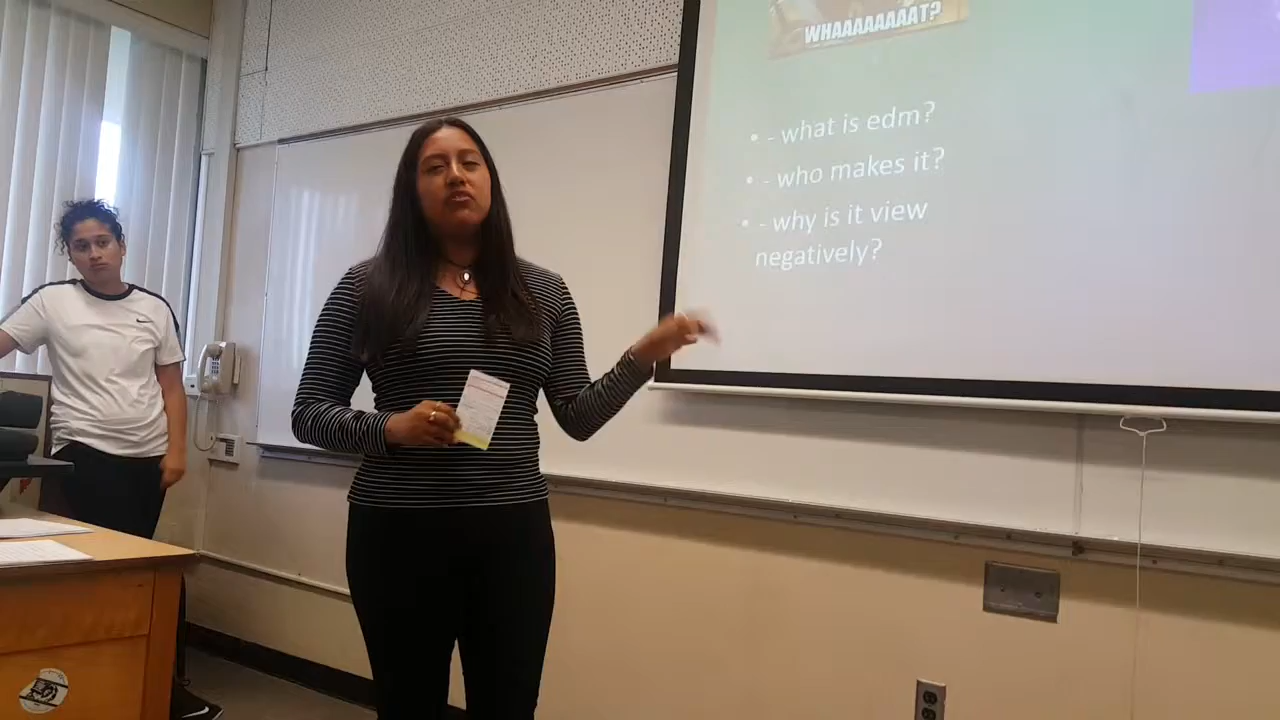 WHAAAAAAAAT?
• - what is edm?
• - who makes it?
• - why is it view
negatively?